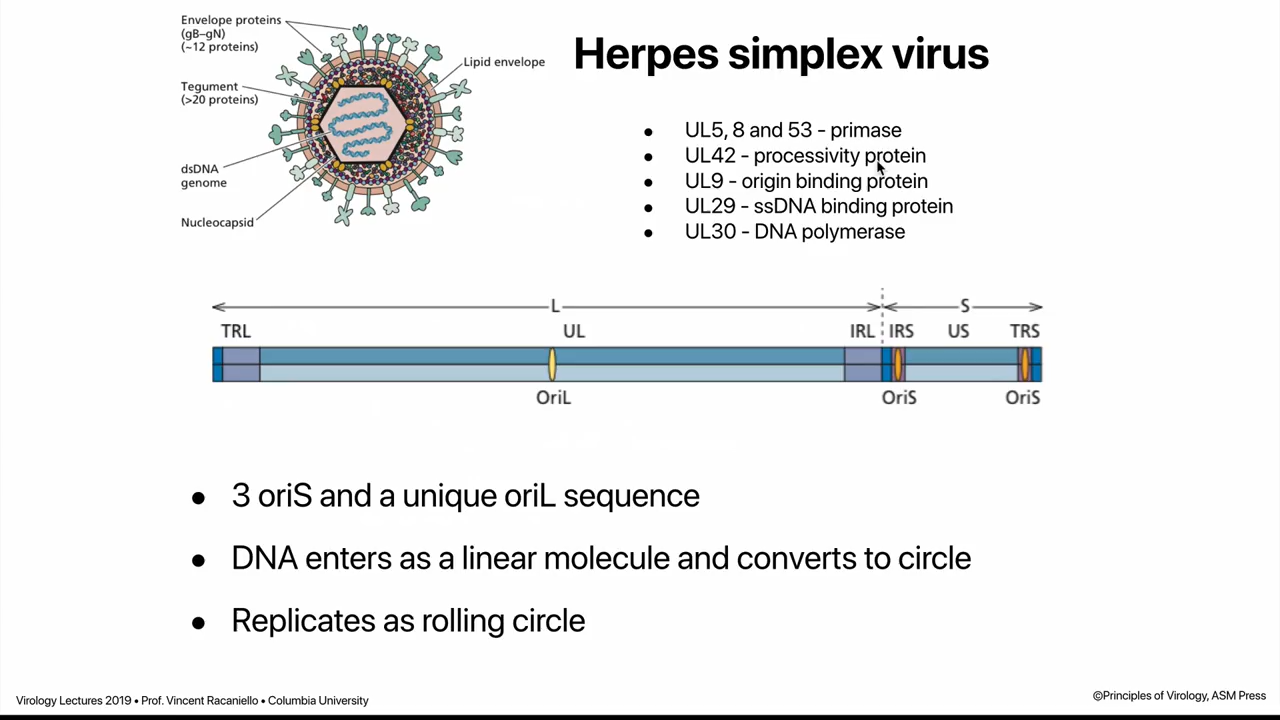 Envelope proteins
(gB–gN)
(~12 proteins)
Lipid envelope
Tegument
(>20 proteins)
dsDNA
genome
Nucleocapsid
Herpes simplex virus
• UL5, 8 and 53 - primase
• UL42 - processivity protein
• UL9 - origin binding protein
• UL29 - ssDNA binding protein
• UL30 - DNA polymerase
L S
TRL UL IRL IRS US TRS
OriL OriS OriS
• 3 oriS and a unique oriL sequence
• DNA enters as a linear molecule and converts to circle
• Replicates as rolling circle
Virology Lectures 2019 • Prof. Vincent Racaniello • Columbia University
©Principles of Virology, ASM Press